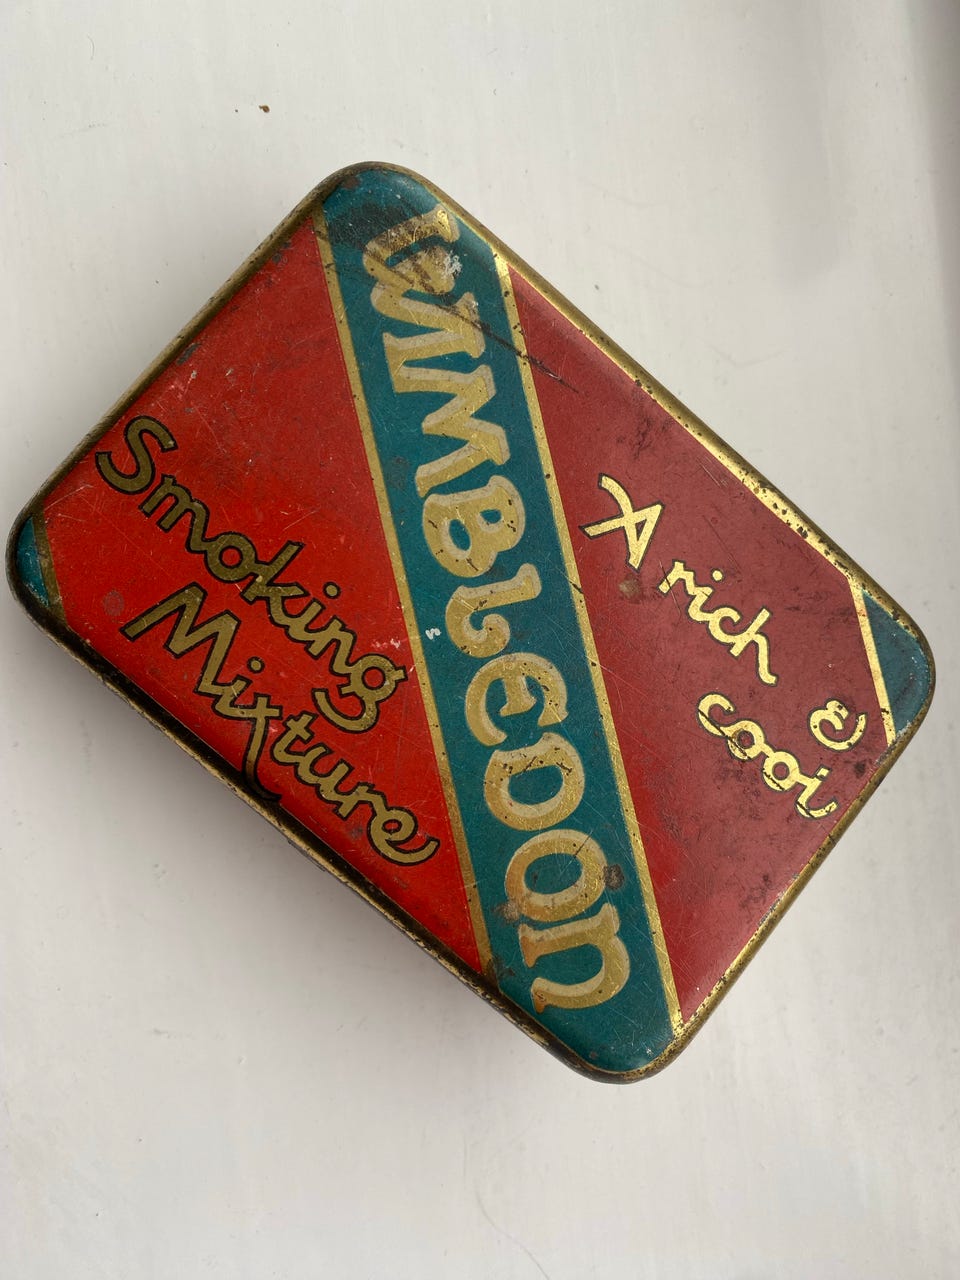 A rich &
cool
WIMBLEDON
Smoking
Mixture